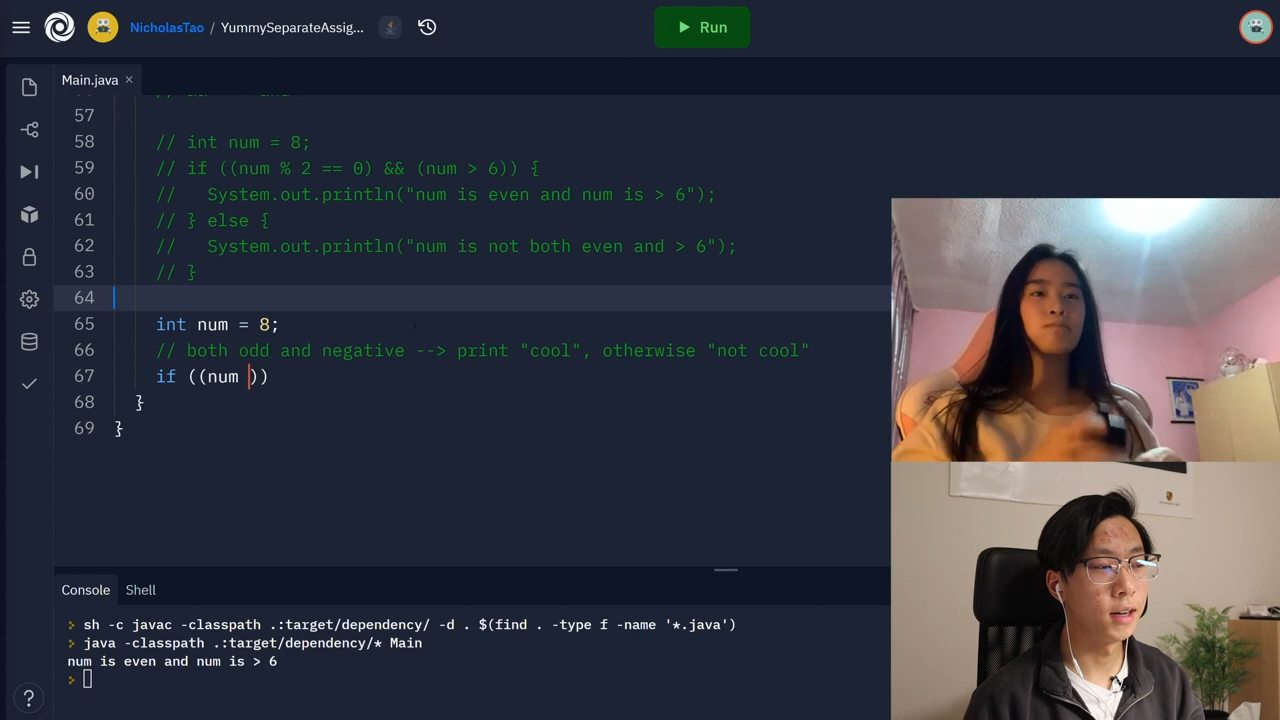 NicholasTao / YummySeparateAssig...
Run
Main.java ×
57
58 // int num = 8;
59 // if ((num % 2 == 0) && (num > 6)) {
60 //   System.out.println("num is even and num is > 6");
61 // } else {
62 //   System.out.println("num is not both even and > 6");
63 // }
64
65 int num = 8;
66 // both odd and negative --> print "cool", otherwise "not cool"
67 if ((num ))
68 }
69 }
Console Shell
> sh -c javac -classpath .:target/dependency/ -d . $(find . -type f -name '*.java')
> java -classpath .:target/dependency/* Main
num is even and num is > 6
>
?